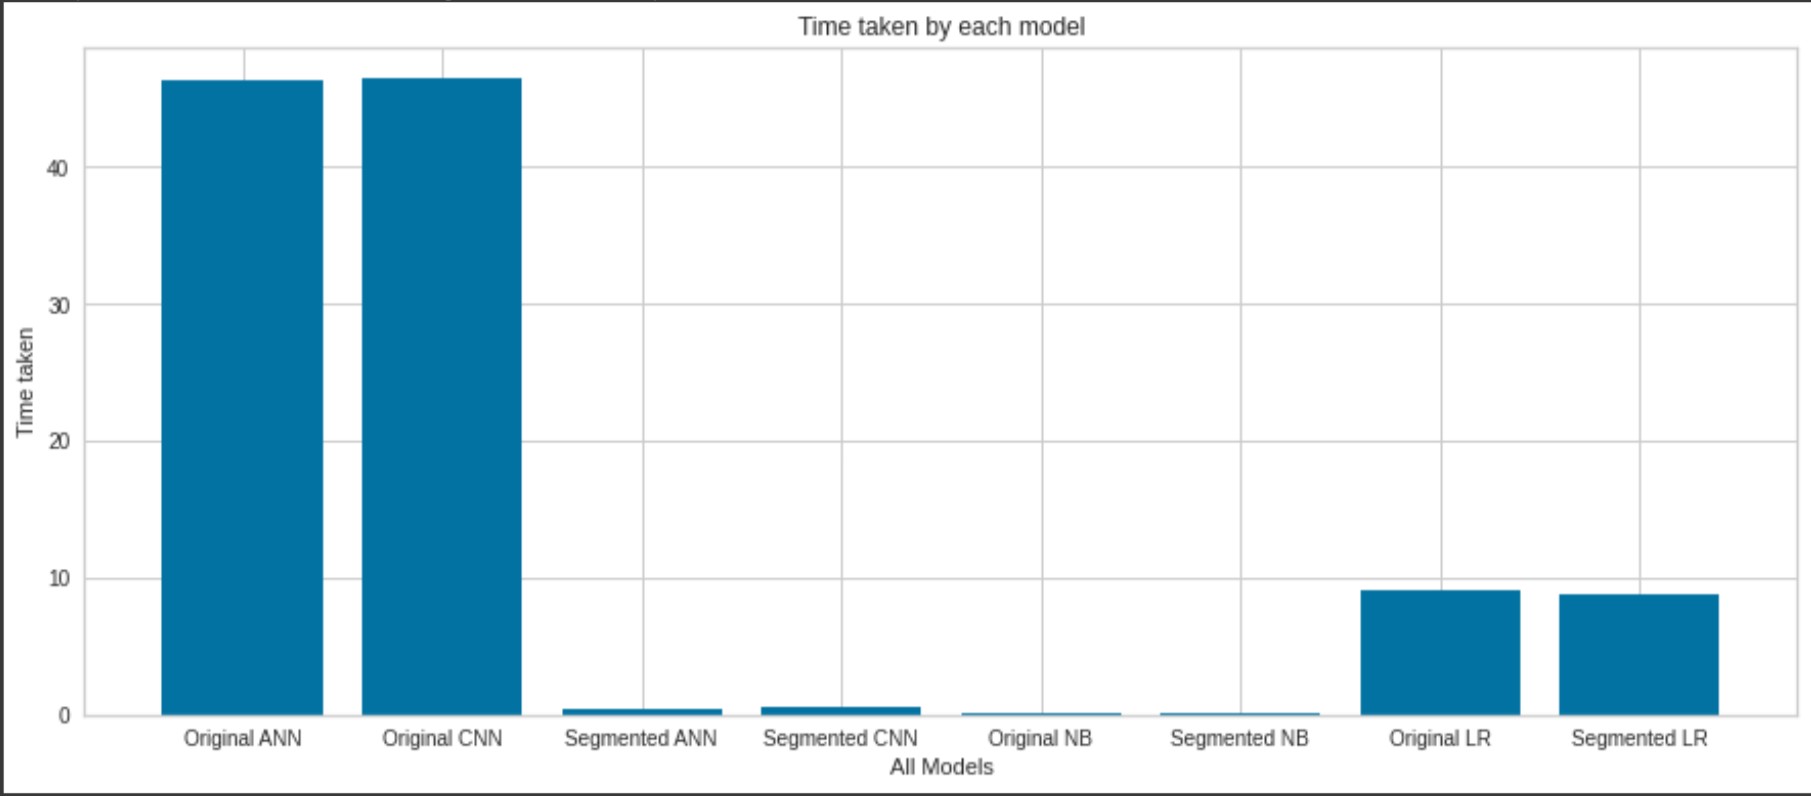 Time taken by each model
Time taken
40
30
20
10
0
Original ANN Original CNN Segmented ANN Segmented CNN Original NB Segmented NB Original LR Segmented LR
All Models